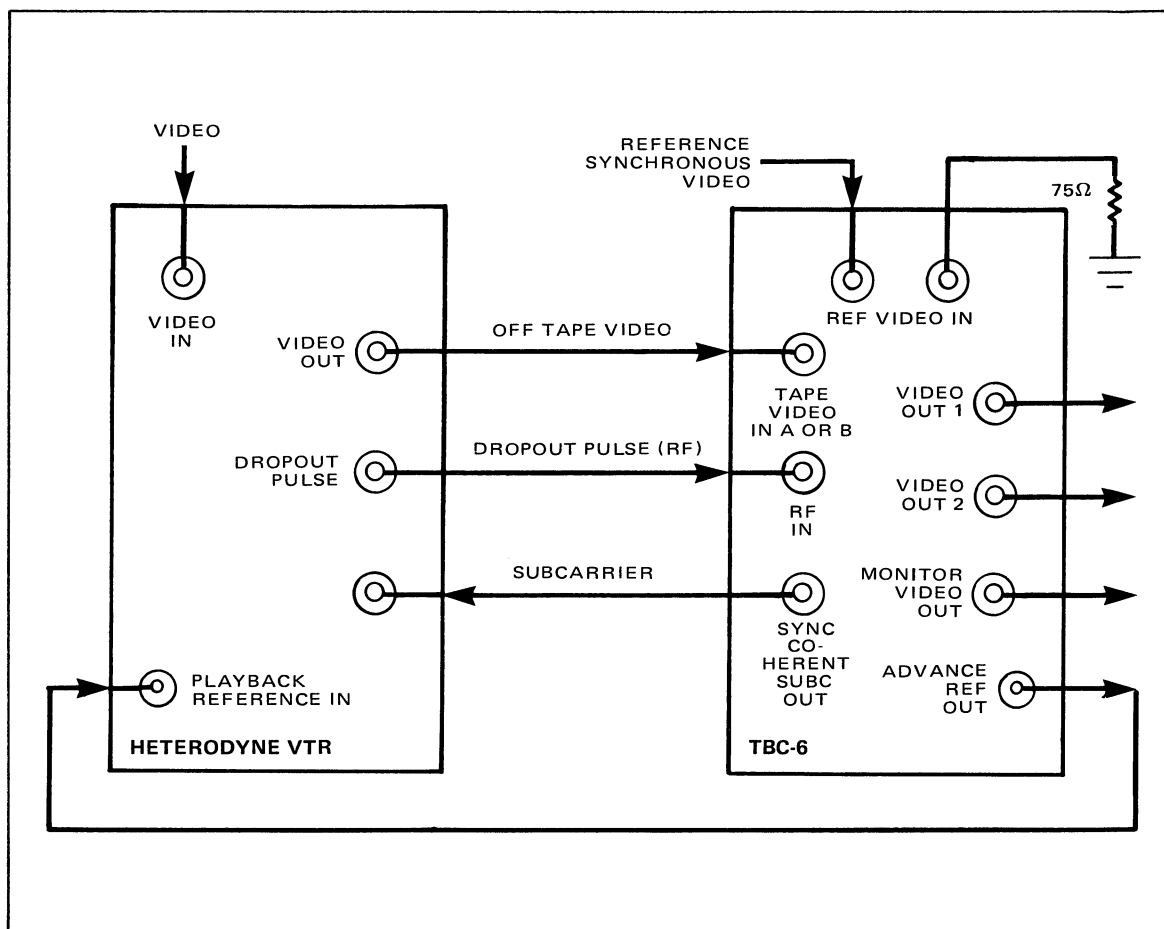 VIDEO
REFERENCE
SYNCHRONOUS
VIDEO
75Ω
VIDEO
IN
VIDEO
OUT
OFF TAPE VIDEO
REF VIDEO IN
TAPE
VIDEO
IN A OR B
VIDEO
OUT 1
DROPOUT
PULSE
DROPOUT PULSE (RF)
RF
IN
VIDEO
OUT 2
SUBCARRIER
SYNC
CO-
HERENT
SUBC
OUT
MONITOR
VIDEO
OUT
PLAYBACK
REFERENCE IN
ADVANCE
REF
OUT
HETERODYNE VTR
TBC-6